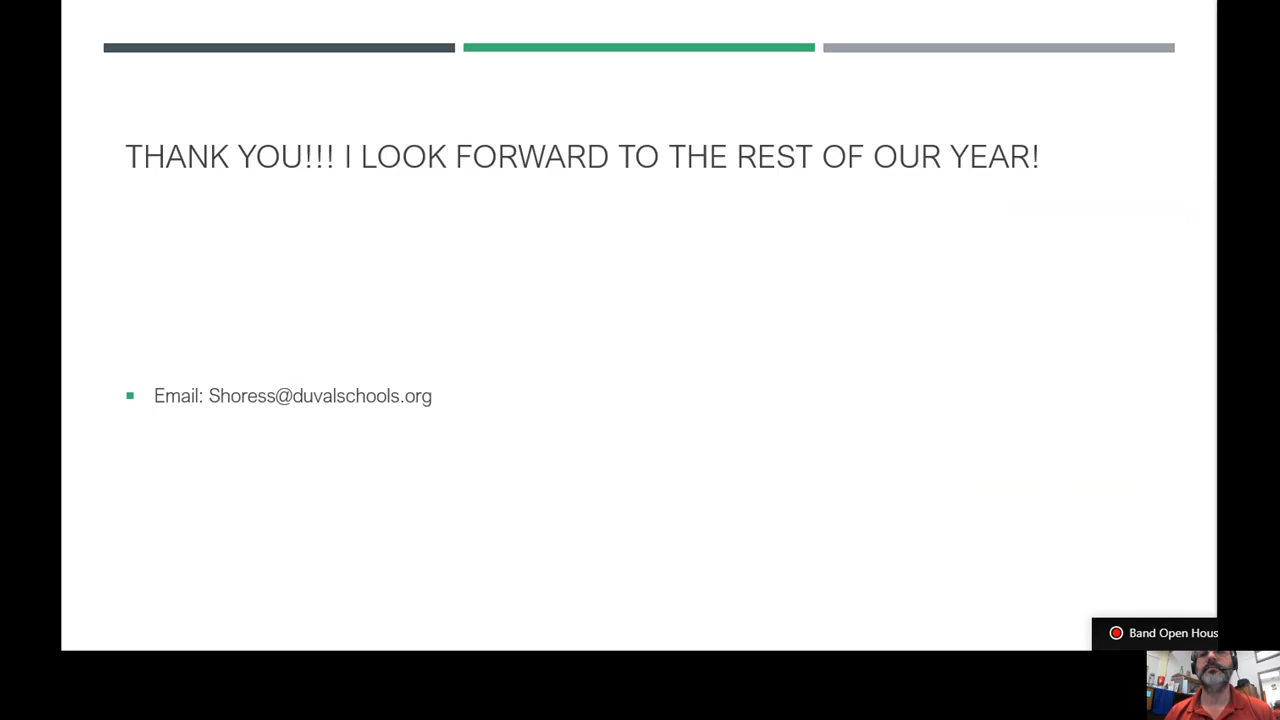 THANK YOU!!! I LOOK FORWARD TO THE REST OF OUR YEAR!
Email: Shoress@duvalschools.org
Band Open Hous